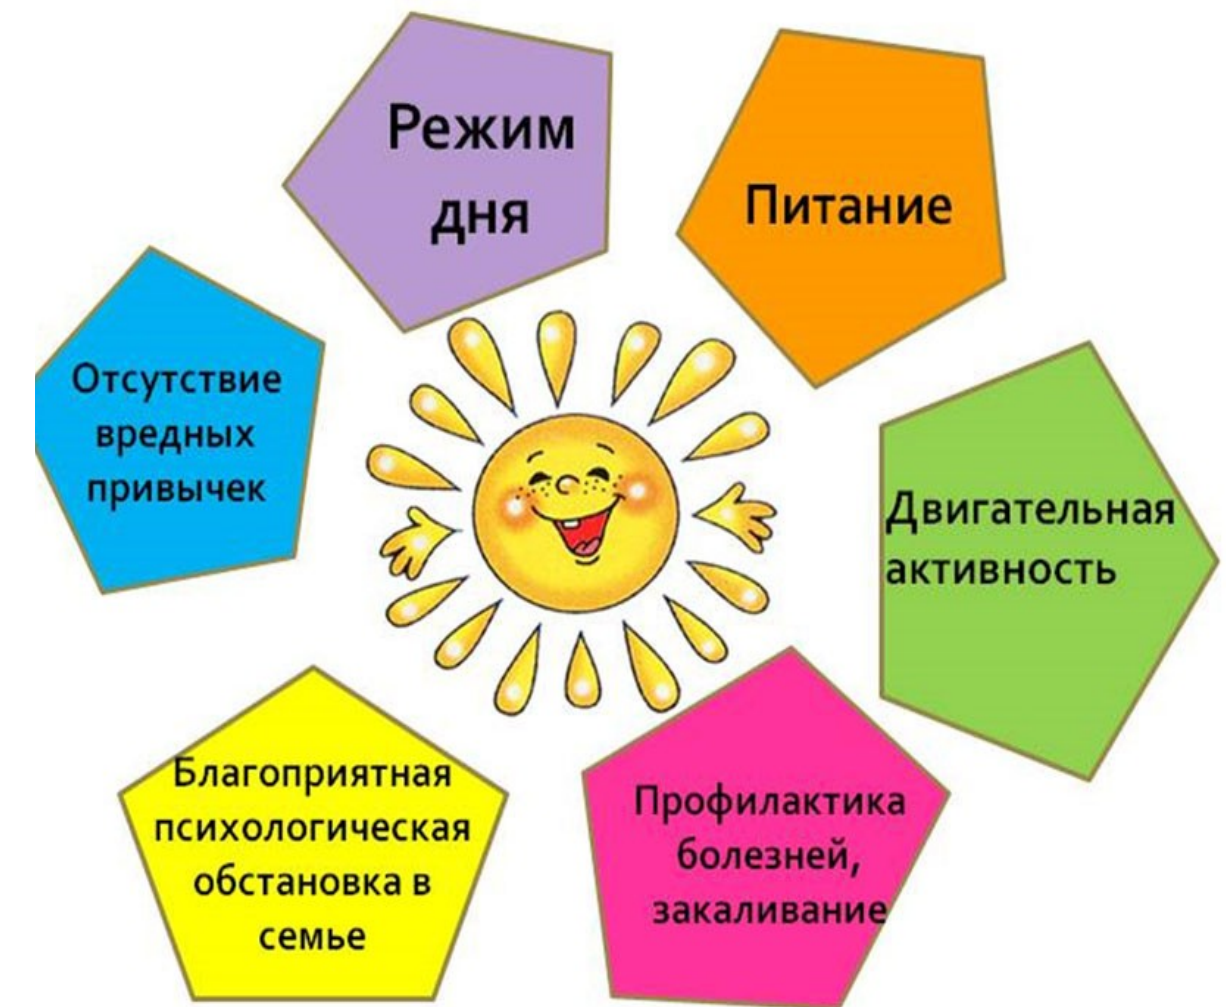 Режим
дня
Питание
Отсутствие
вредных
привычек
Двигательная
активность
Благоприятная
психологическая
обстановка в
семье
Профилактика
болезней,
закаливание